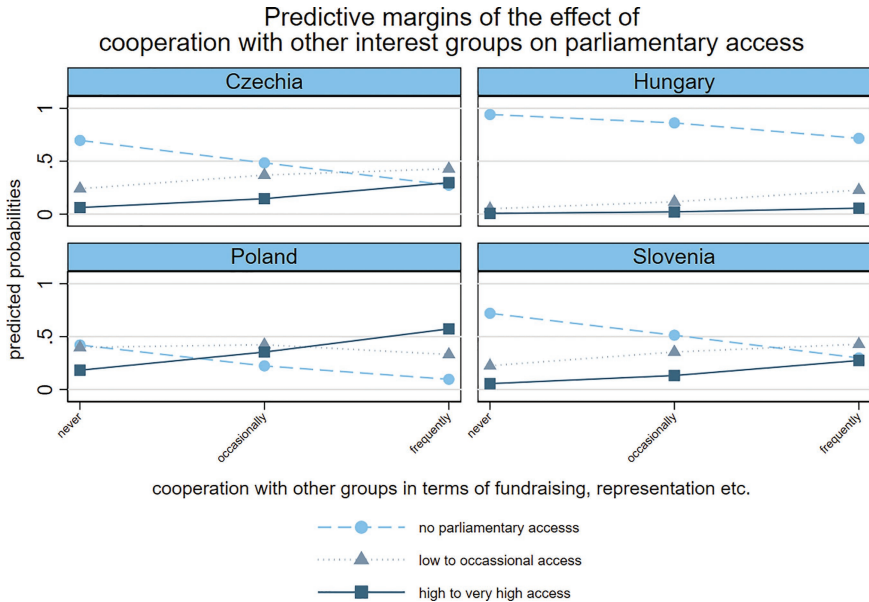 Predictive margins of the effect of
cooperation with other interest groups on parliamentary access
Czechia
Hungary
predicted probabilities
1
.5
0
Poland
Slovenia
1
.5
0
never
occasionally
frequently
never
occasionally
frequently
cooperation with other groups in terms of fundraising, representation etc.
no parliamentary accesss
low to occassional access
high to very high access